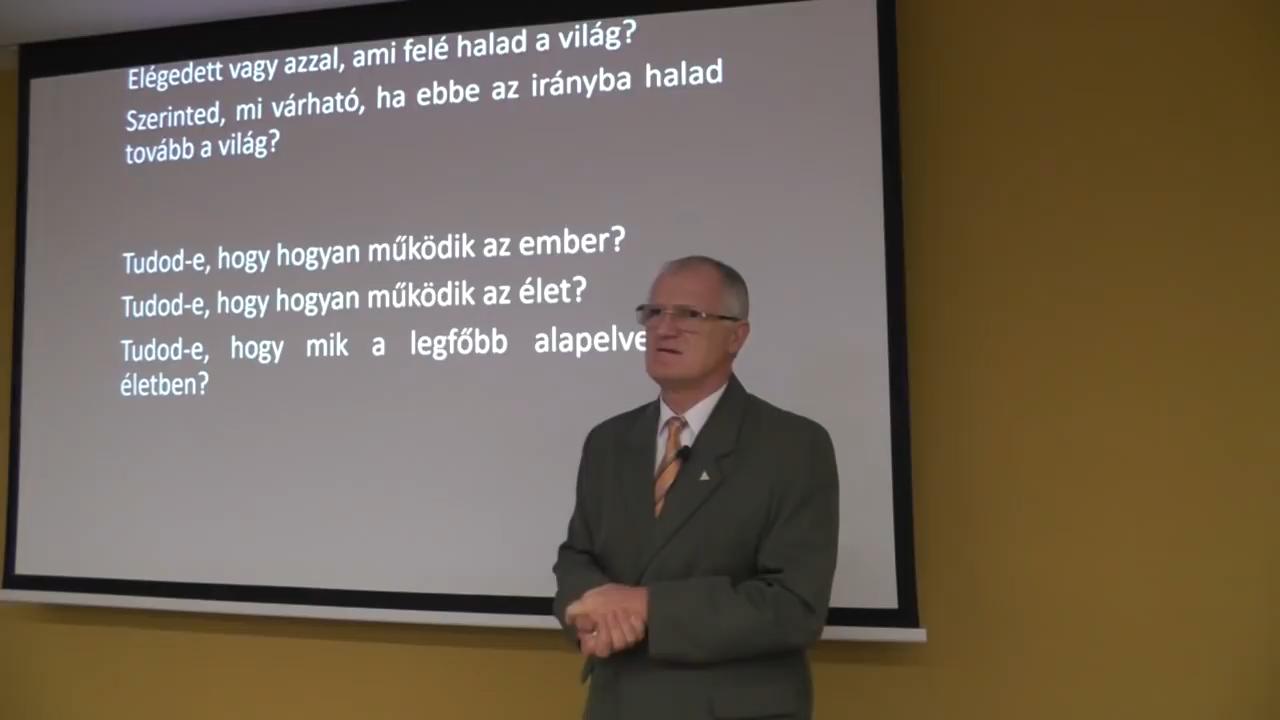 Elégedett vagy azzal, ami felé halad a világ?
Szerinted, mi várható, ha ebbe az irányba halad
tovább a világ?
Tudod-e, hogy hogyan működik az ember?
Tudod-e, hogy hogyan működik az élet?
Tudod-e, hogy mik a legfőbb
életben?